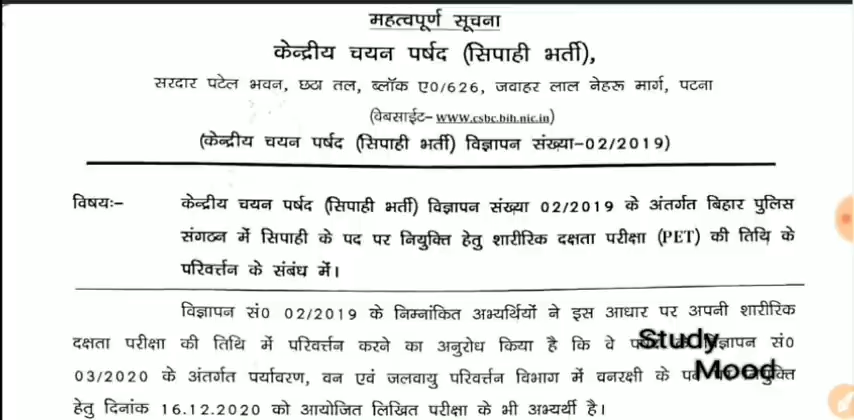 महत्वपूर्ण सूचना
केन्द्रीय चयन पर्षद (सिपाही भर्ती),
सरदार पटेल भवन, छठा तल, ब्लॉक ए0/626, जवाहर लाल नेहरू मार्ग, पटना
(वेबसाईट– www.csbc.bih.nic.in)
(केन्द्रीय चयन पर्षद (सिपाही भर्ती) विज्ञापन संख्या–02/2019)
विषयः– केन्द्रीय चयन पर्षद (सिपाही भर्ती) विज्ञापन संख्या 02/2019 के अंतर्गत बिहार पुलिस
संगठन में सिपाही के पद पर नियुक्ति हेतु शारीरिक दक्षता परीक्षा (PET) की तिथि के
परिवर्त्तन के संबंध में।
विज्ञापन सं0 02/2019 के निम्नांकित अभ्यर्थियों ने इस आधार पर अपनी शारीरिक
दक्षता परीक्षा की तिथि में परिवर्त्तन करने का अनुरोध किया है कि वे विज्ञापन सं0
Study
03/2020 के अंतर्गत पर्यावरण, वन एवं जलवायु परिवर्त्तन विभाग में वनरक्षी के
Mood
हेतु दिनांक 16.12.2020 को आयोजित लिखित परीक्षा के भी अभ्यर्थी है।